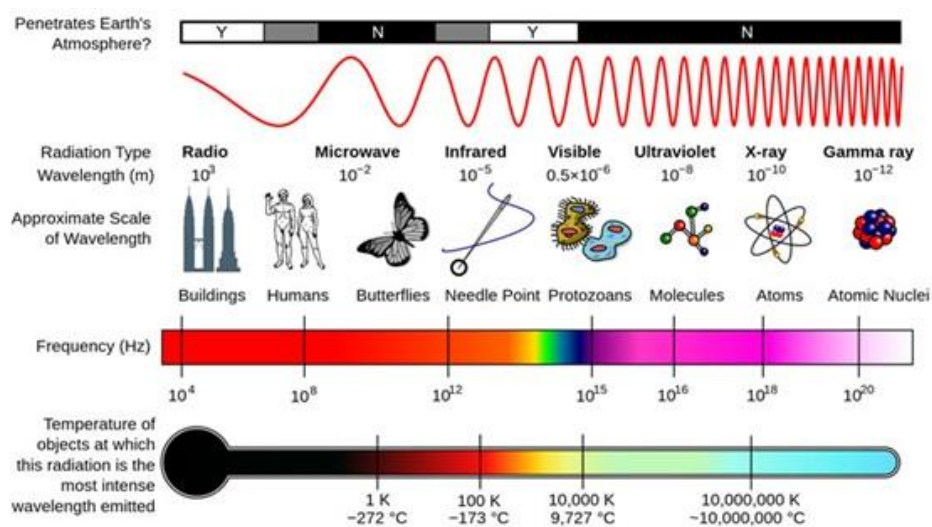 Penetrates Earth's
Atmosphere?
Y N Y N
Radiation Type
Radio Microwave Infrared Visible Ultraviolet X-ray Gamma ray
Wavelength (m)
10³ 10⁻² 10⁻⁵ 0.5×10⁻⁶ 10⁻⁸ 10⁻¹⁰ 10⁻¹²
Approximate Scale
of Wavelength
Buildings Humans Butterflies Needle Point Protozoans Molecules Atoms Atomic Nuclei
Frequency (Hz)
10⁴ 10⁸ 10¹² 10¹⁵ 10¹⁶ 10¹⁸ 10²⁰
Temperature of
objects at which
this radiation is the
most intense
wavelength emitted
1 K 100 K 10,000 K 10,000,000 K
−272 °C −173 °C 9,727 °C ~10,000,000 °C